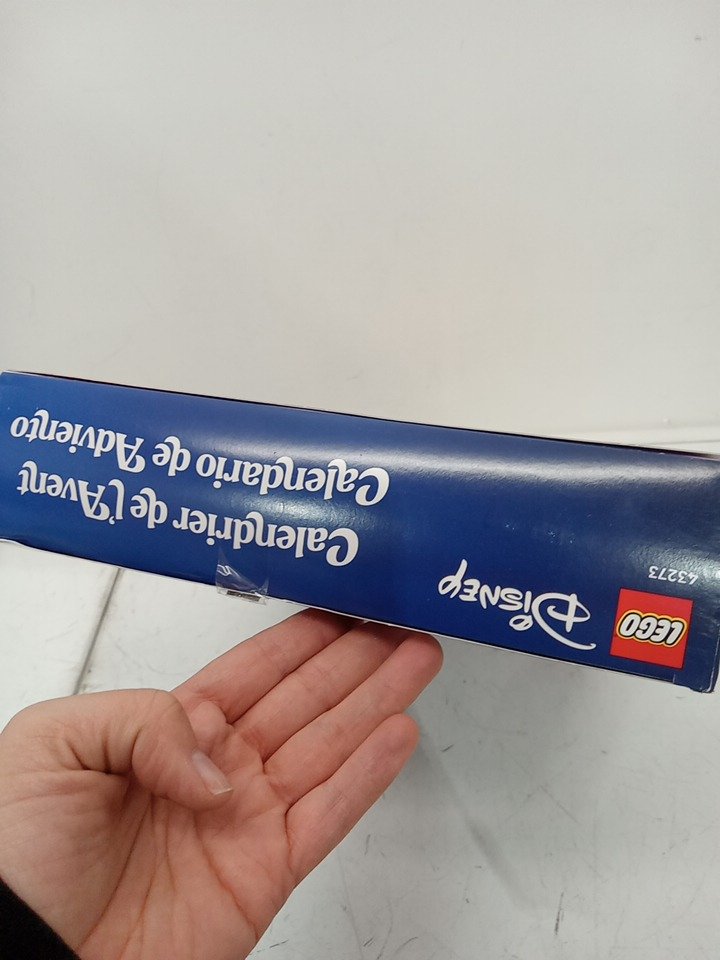 LEGO
43273
Disney
Calendrier de l'Avent
Calendario de Adviento